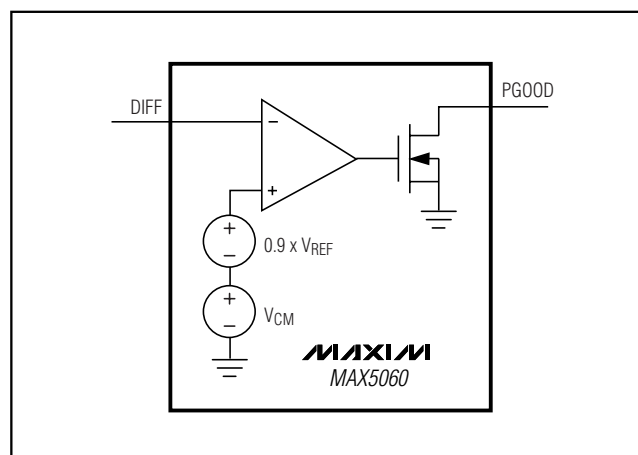 DIFF
PGOOD
−
+
+
−
0.9 x VREF
+
−
VCM
MAXIM
MAX5060